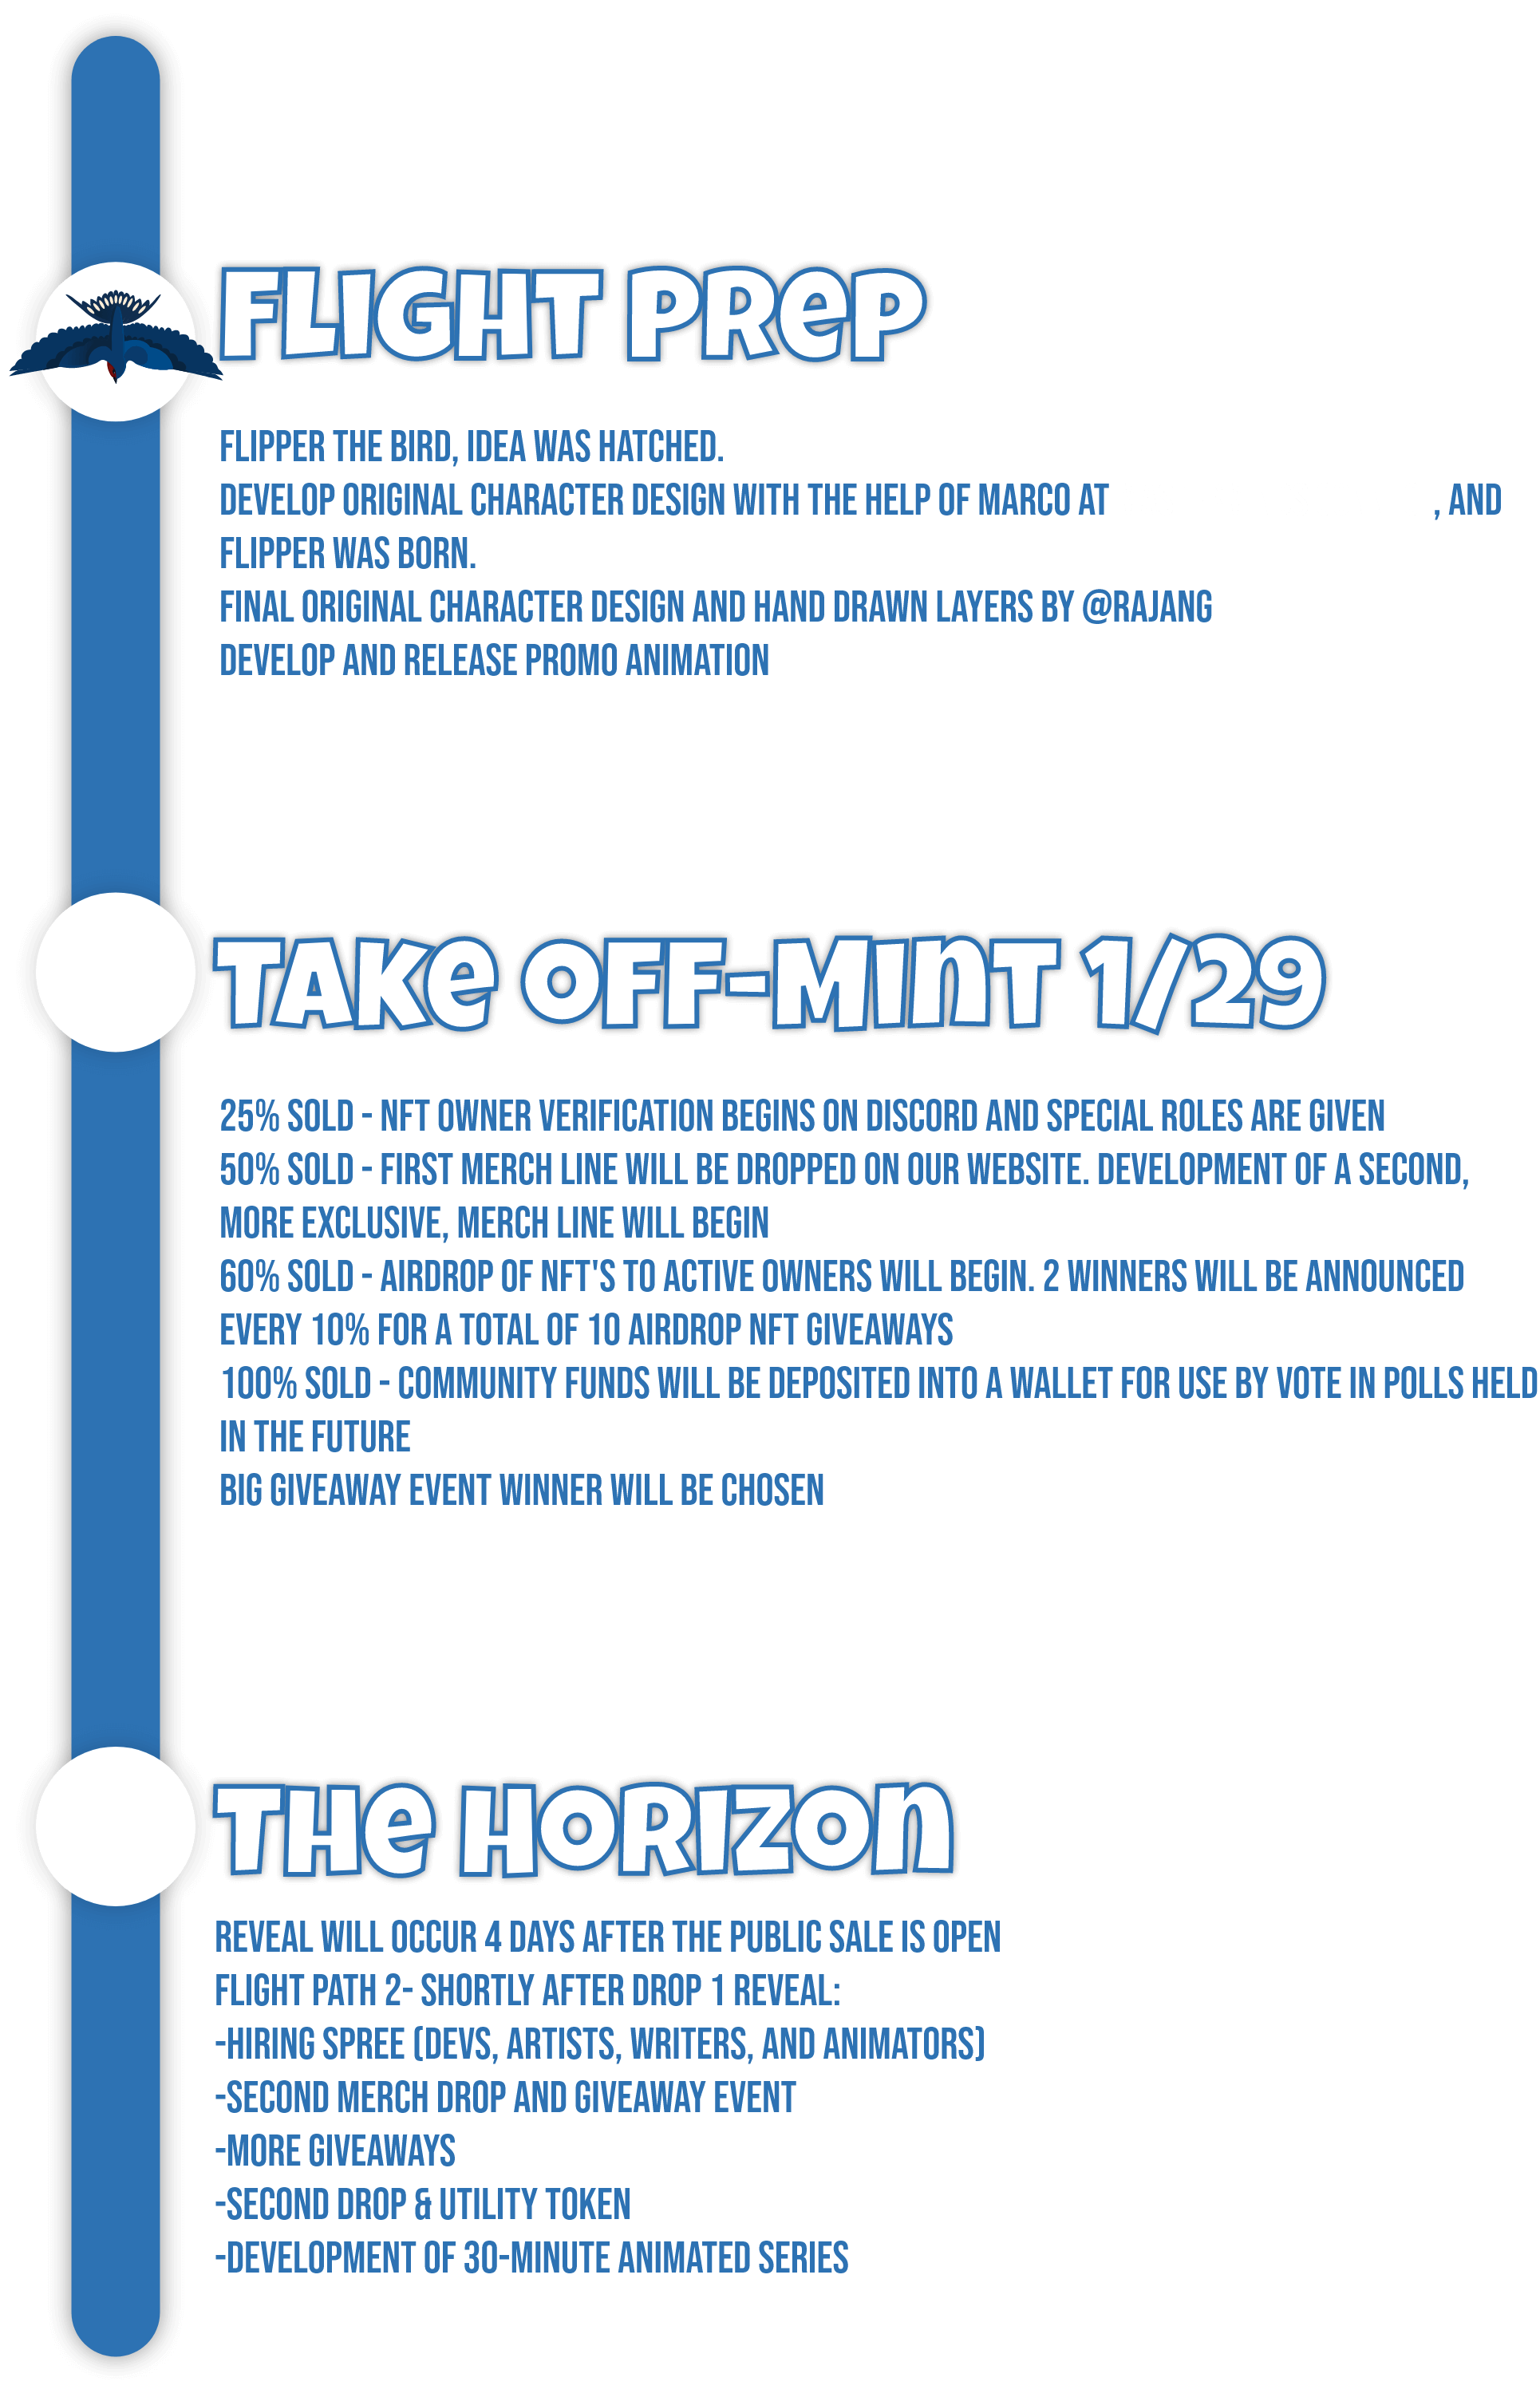 FLIGHT PREP
FLIPPER THE BIRD, IDEA WAS HATCHED.
DEVELOP ORIGINAL CHARACTER DESIGN WITH THE HELP OF MARCO AT , AND
FLIPPER WAS BORN.
FINAL ORIGINAL CHARACTER DESIGN AND HAND DRAWN LAYERS BY @RAJANG
DEVELOP AND RELEASE PROMO ANIMATION
TAKE OFF-MINT 1/29
25% SOLD - NFT OWNER VERIFICATION BEGINS ON DISCORD AND SPECIAL ROLES ARE GIVEN
50% SOLD - FIRST MERCH LINE WILL BE DROPPED ON OUR WEBSITE. DEVELOPMENT OF A SECOND,
MORE EXCLUSIVE, MERCH LINE WILL BEGIN
60% SOLD - AIRDROP OF NFT'S TO ACTIVE OWNERS WILL BEGIN. 2 WINNERS WILL BE ANNOUNCED
EVERY 10% FOR A TOTAL OF 10 AIRDROP NFT GIVEAWAYS
100% SOLD - COMMUNITY FUNDS WILL BE DEPOSITED INTO A WALLET FOR USE BY VOTE IN POLLS HELD
IN THE FUTURE
BIG GIVEAWAY EVENT WINNER WILL BE CHOSEN
THE HORIZON
REVEAL WILL OCCUR 4 DAYS AFTER THE PUBLIC SALE IS OPEN
FLIGHT PATH 2- SHORTLY AFTER DROP 1 REVEAL:
-HIRING SPREE (DEVS, ARTISTS, WRITERS, AND ANIMATORS)
-SECOND MERCH DROP AND GIVEAWAY EVENT
-MORE GIVEAWAYS
-SECOND DROP & UTILITY TOKEN
-DEVELOPMENT OF 30-MINUTE ANIMATED SERIES